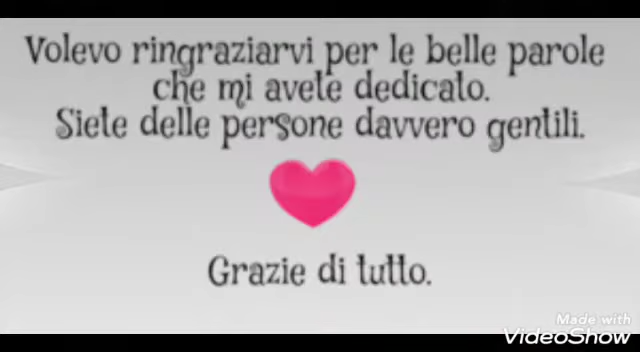 Volevo ringraziarvi per le belle parole
che mi avete dedicato.
Siete delle persone davvero gentili.
Grazie di tutto.
Made with
VideoShow